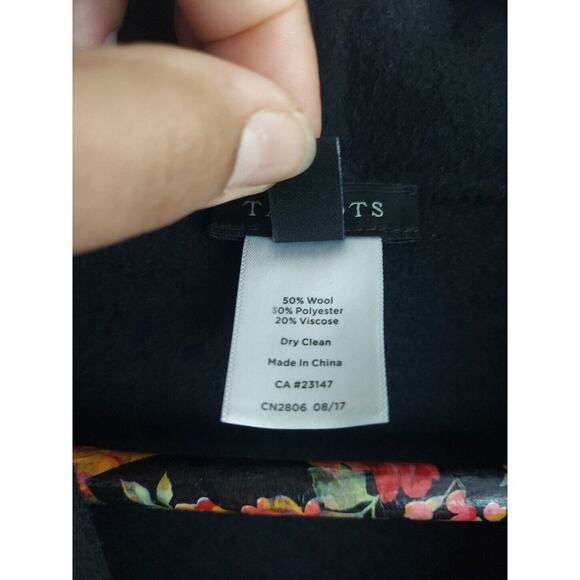 50% Wool
30% Polyester
20% Viscose
Dry Clean
Made In China
CA #23147
CN2806 08/17